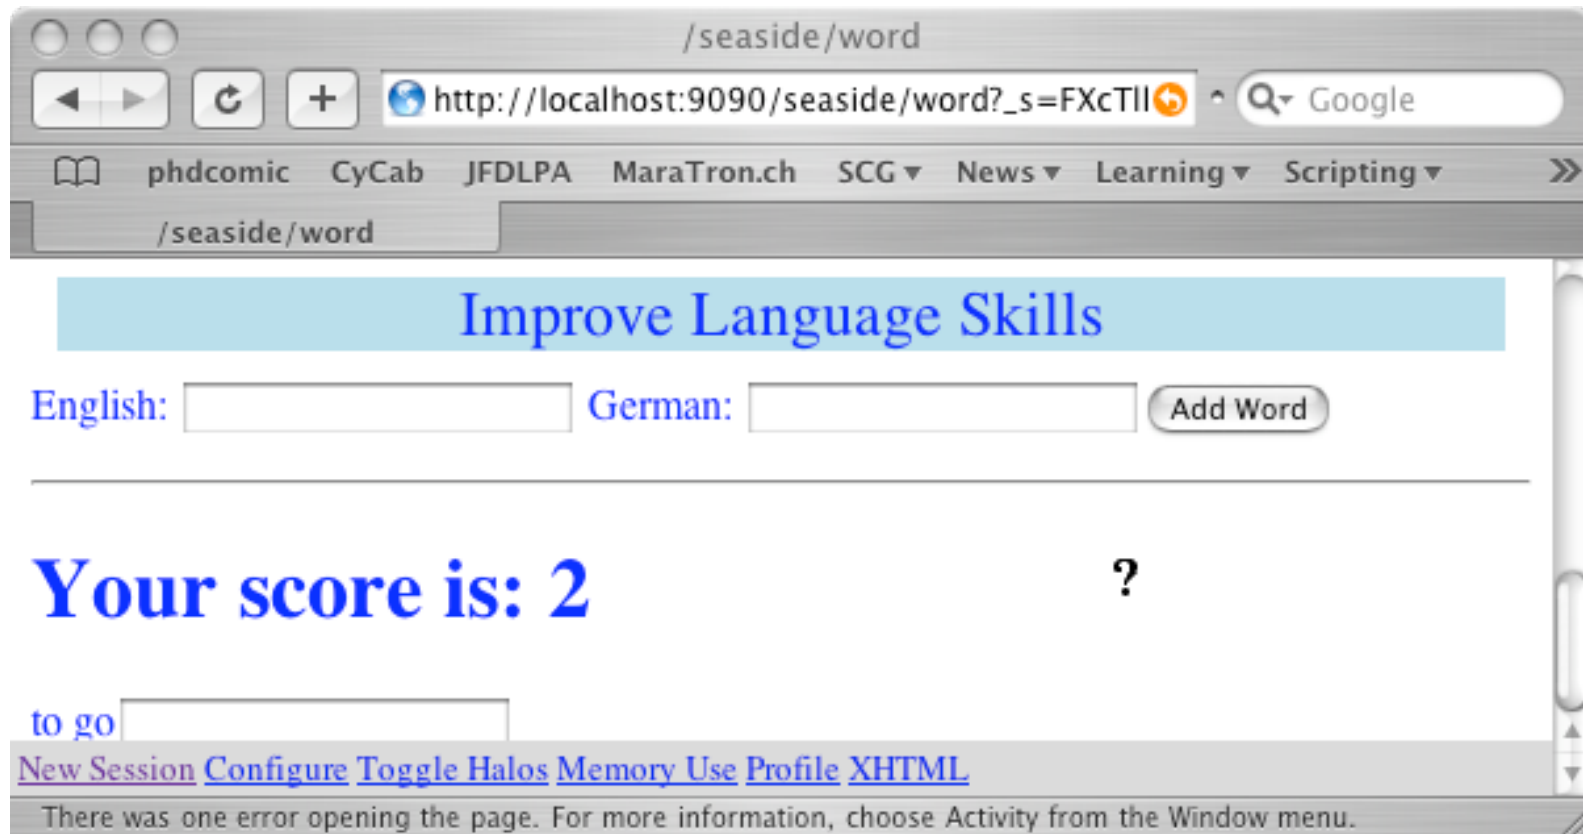 /seaside/word
http://localhost:9090/seaside/word?_s=FXcTll Google
phdcomic CyCab JFDLPA MaraTron.ch SCG News Learning Scripting
/seaside/word
Improve Language Skills
English: German: Add Word
Your score is: 2 ?
to go
New Session Configure Toggle Halos Memory Use Profile XHTML
There was one error opening the page. For more information, choose Activity from the Window menu.